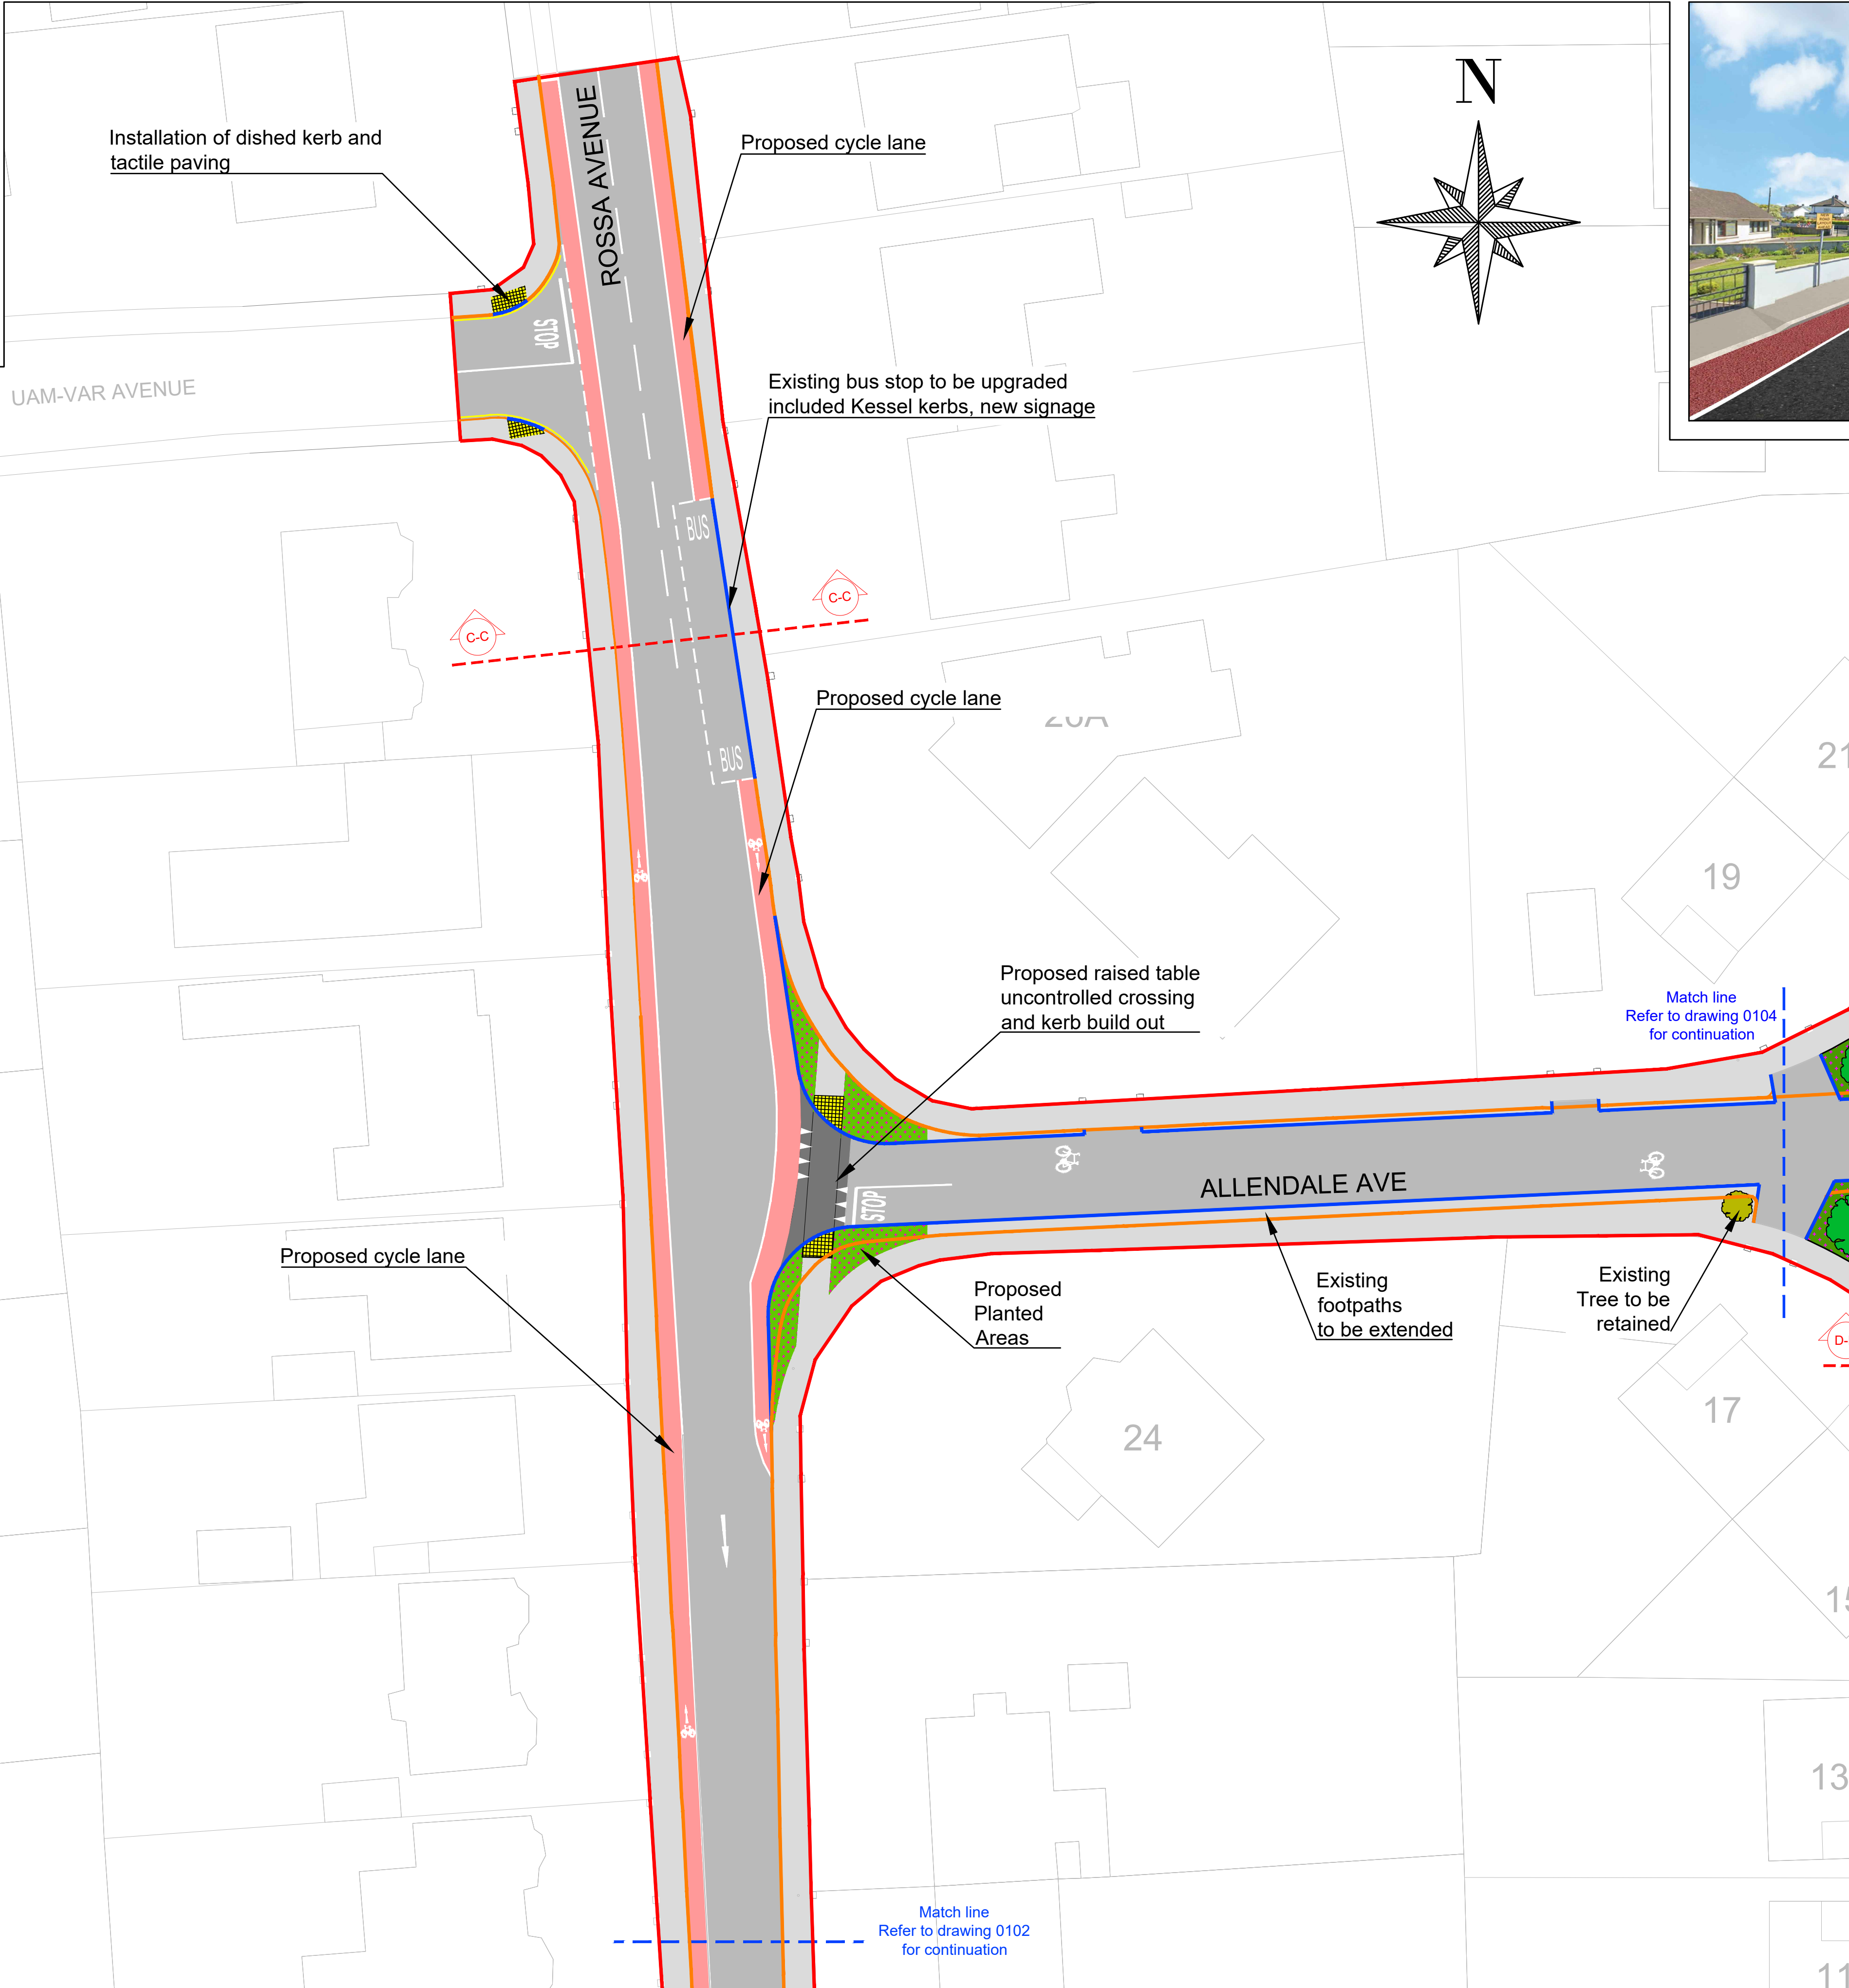 N
Installation of dished kerb and
tactile paving
ROSSA AVENUE
Proposed cycle lane
STOP
UAM-VAR AVENUE
Existing bus stop to be upgraded
included Kessel kerbs, new signage
BUS
C-C
C-C
Proposed cycle lane
BUS
21
19
Proposed raised table
uncontrolled crossing
and kerb build out
Match line
Refer to drawing 0104
for continuation
ALLENDALE AVE
STOP
Proposed cycle lane
Proposed
Planted
Areas
Existing
footpaths
to be extended
Existing
Tree to be
retained
24
17
13
11
Match line
Refer to drawing 0102
for continuation